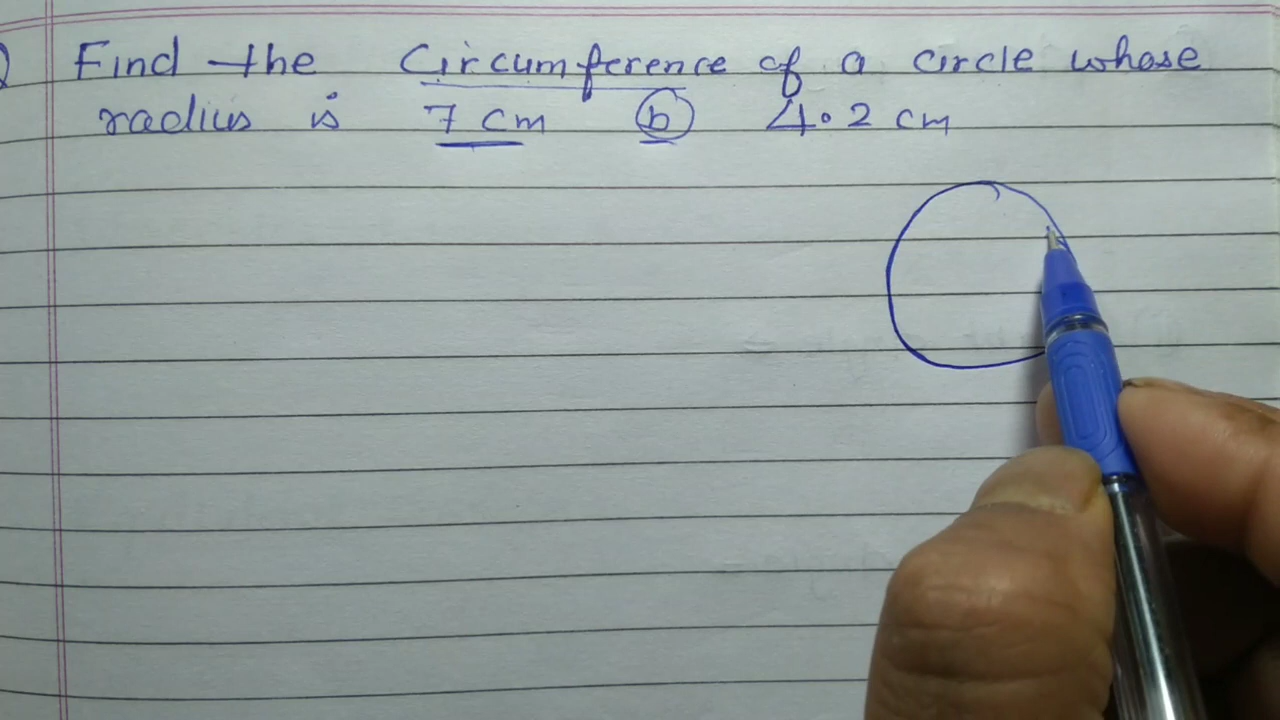 Find the Circumference of a circle whose
radius is 7 cm b 4.2 cm